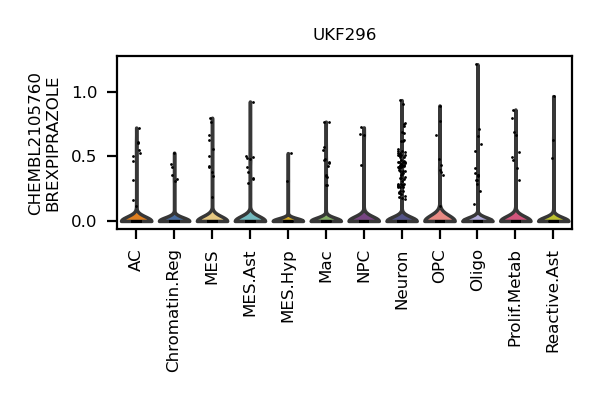 UKF296
CHEMBL2105760
BREXPIPRAZOLE
1.0
0.5
0.0
AC
Chromatin.Reg
MES
MES.Ast
MES.Hyp
Mac
NPC
Neuron
OPC
Oligo
Prolif.Metab
Reactive.Ast